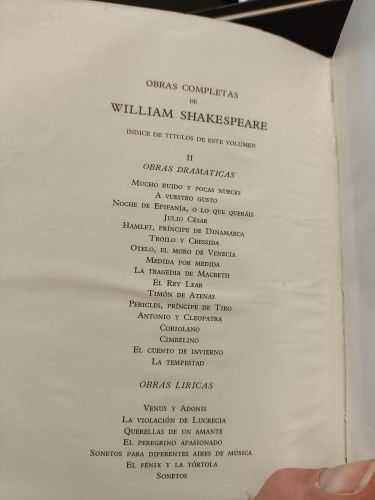 OBRAS COMPLETAS
DE
WILLIAM SHAKESPEARE
INDICE DE TITULOS DE ESTE VOLUMEN
II
OBRAS DRAMATICAS
MUCHO RUIDO Y POCAS NUECES
A VUESTRO GUSTO
NOCHE DE EPIFANÍA, O LO QUE QUERÁIS
JULIO CÉSAR
HAMLET, PRÍNCIPE DE DINAMARCA
TROILO Y CRESSIDA
OTELO, EL MORO DE VENECIA
MEDIDA POR MEDIDA
LA TRAGEDIA DE MACBETH
EL REY LEAR
TIMÓN DE ATENAS
PERICLES, PRÍNCIPE DE TIRO
ANTONIO Y CLEOPATRA
CORIOLANO
CIMBELINO
EL CUENTO DE INVIERNO
LA TEMPESTAD
OBRAS LIRICAS
VENUS Y ADONIS
LA VIOLACIÓN DE LUCRECIA
QUERELLAS DE UN AMANTE
EL PEREGRINO APASIONADO
SONETOS PARA DIFERENTES AIRES DE MÚSICA
EL FÉNIX Y LA TÓRTOLA
SONETOS